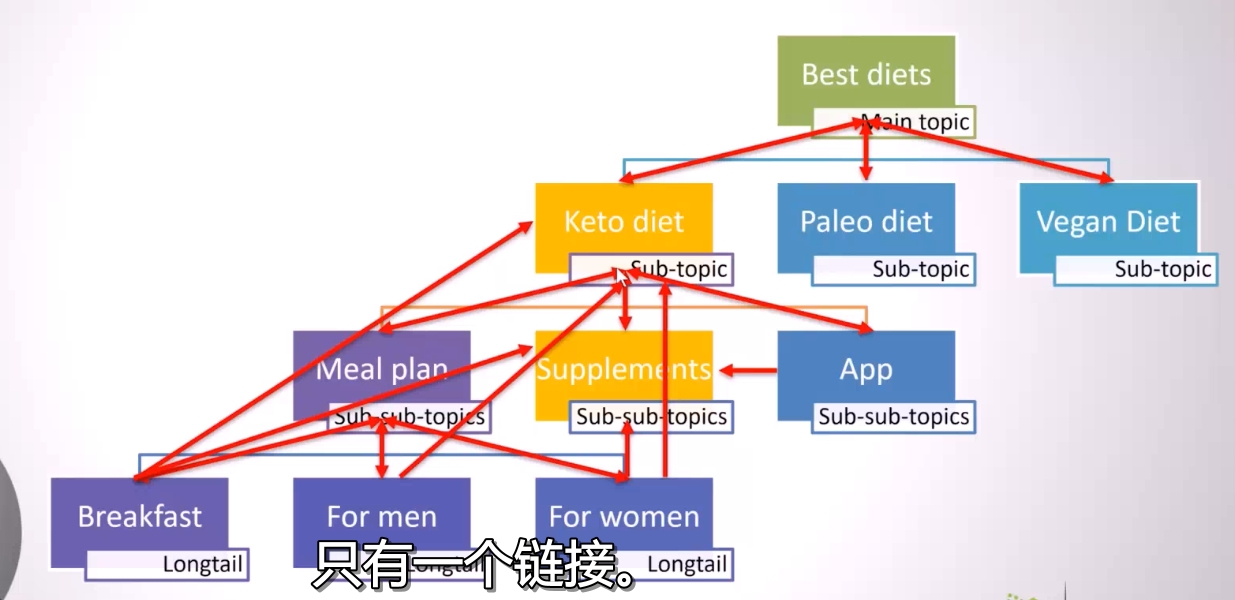 Best diets
Main topic
Keto diet
Sub-topic
Paleo diet
Sub-topic
Vegan Diet
Sub-topic
Meal plan
Sub-sub-topics
Supplements
Sub-sub-topics
App
Sub-sub-topics
Breakfast
Longtail
For men
Longtail
For women
Longtail
只有一个链接。